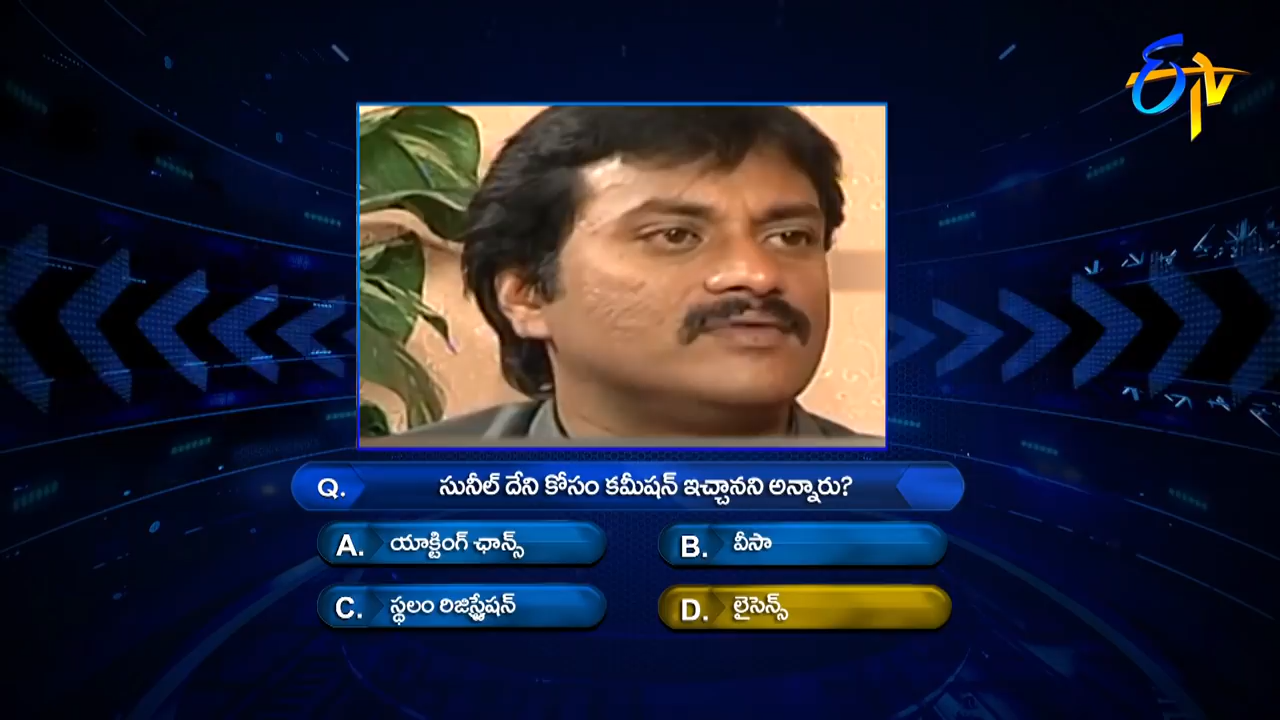 ETV
Q. సునీల్ దేని కోసం కమీషన్ ఇచ్చానని అన్నారు?
A. యాక్టింగ్ ఛాన్స్
B. వీసా
C. స్థలం రిజిస్ట్రేషన్
D. లైసెన్స్